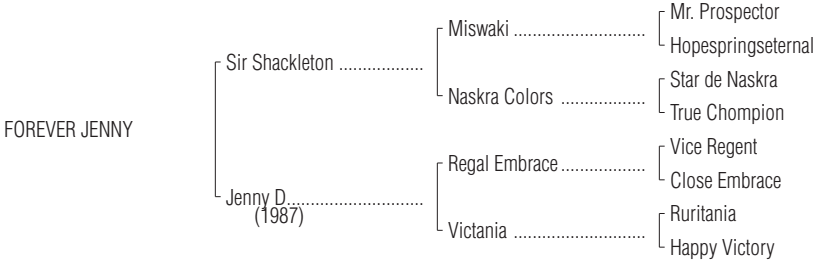 Mr. Prospector
Miswaki ............................
Hopespringseternal
Sir Shackleton ..................
Star de Naskra
Naskra Colors ..................
True Chompion
FOREVER JENNY
Vice Regent
Regal Embrace ..................
Close Embrace
Jenny D.............................
(1987)
Ruritania
Victania ............................
Happy Victory